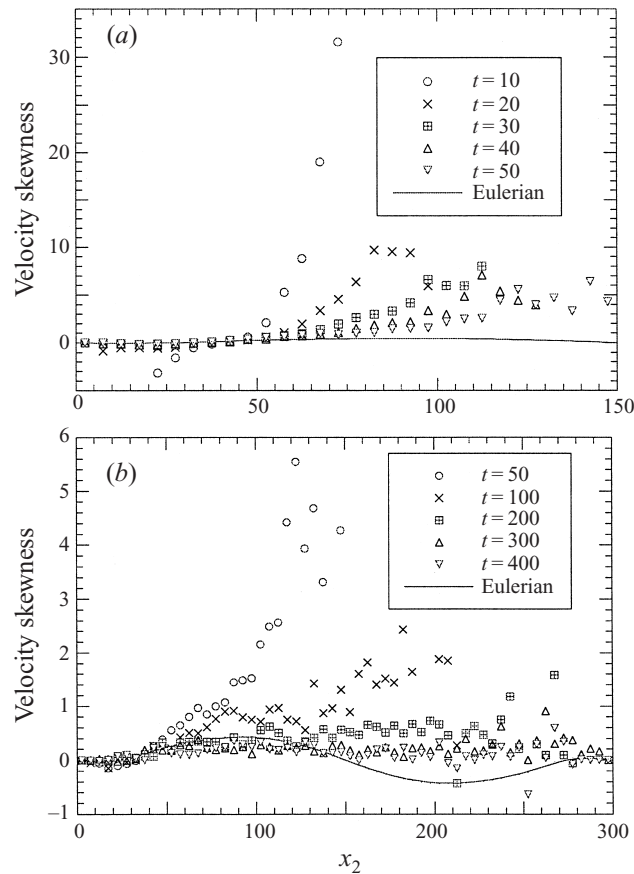 (a)
Velocity skewness
30
20
10
0
t = 10
t = 20
t = 30
t = 40
t = 50
Eulerian
0
50
100
150
(b)
Velocity skewness
6
5
4
3
2
1
0
−1
t = 50
t = 100
t = 200
t = 300
t = 400
Eulerian
0
100
200
300
x₂